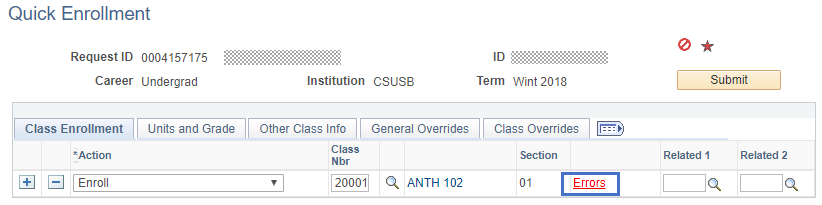 Quick Enrollment
Request ID 0004157175 ID
Career Undergrad Institution CSUSB Term Wint 2018 Submit
Class Enrollment Units and Grade Other Class Info General Overrides Class Overrides
*Action Class Nbr Section Related 1 Related 2
Enroll 20001 ANTH 102 01 Errors